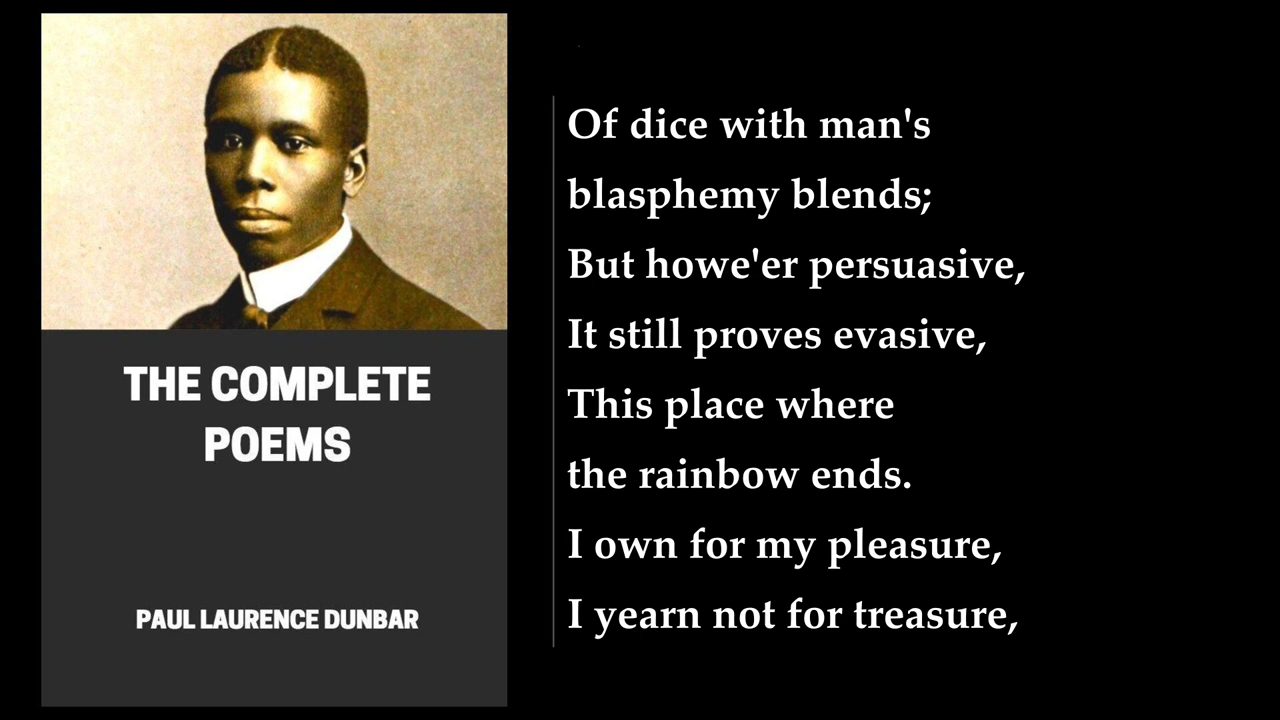 THE COMPLETE
POEMS
PAUL LAURENCE DUNBAR
Of dice with man's
blasphemy blends;
But howe'er persuasive,
It still proves evasive,
This place where
the rainbow ends.
I own for my pleasure,
I yearn not for treasure,